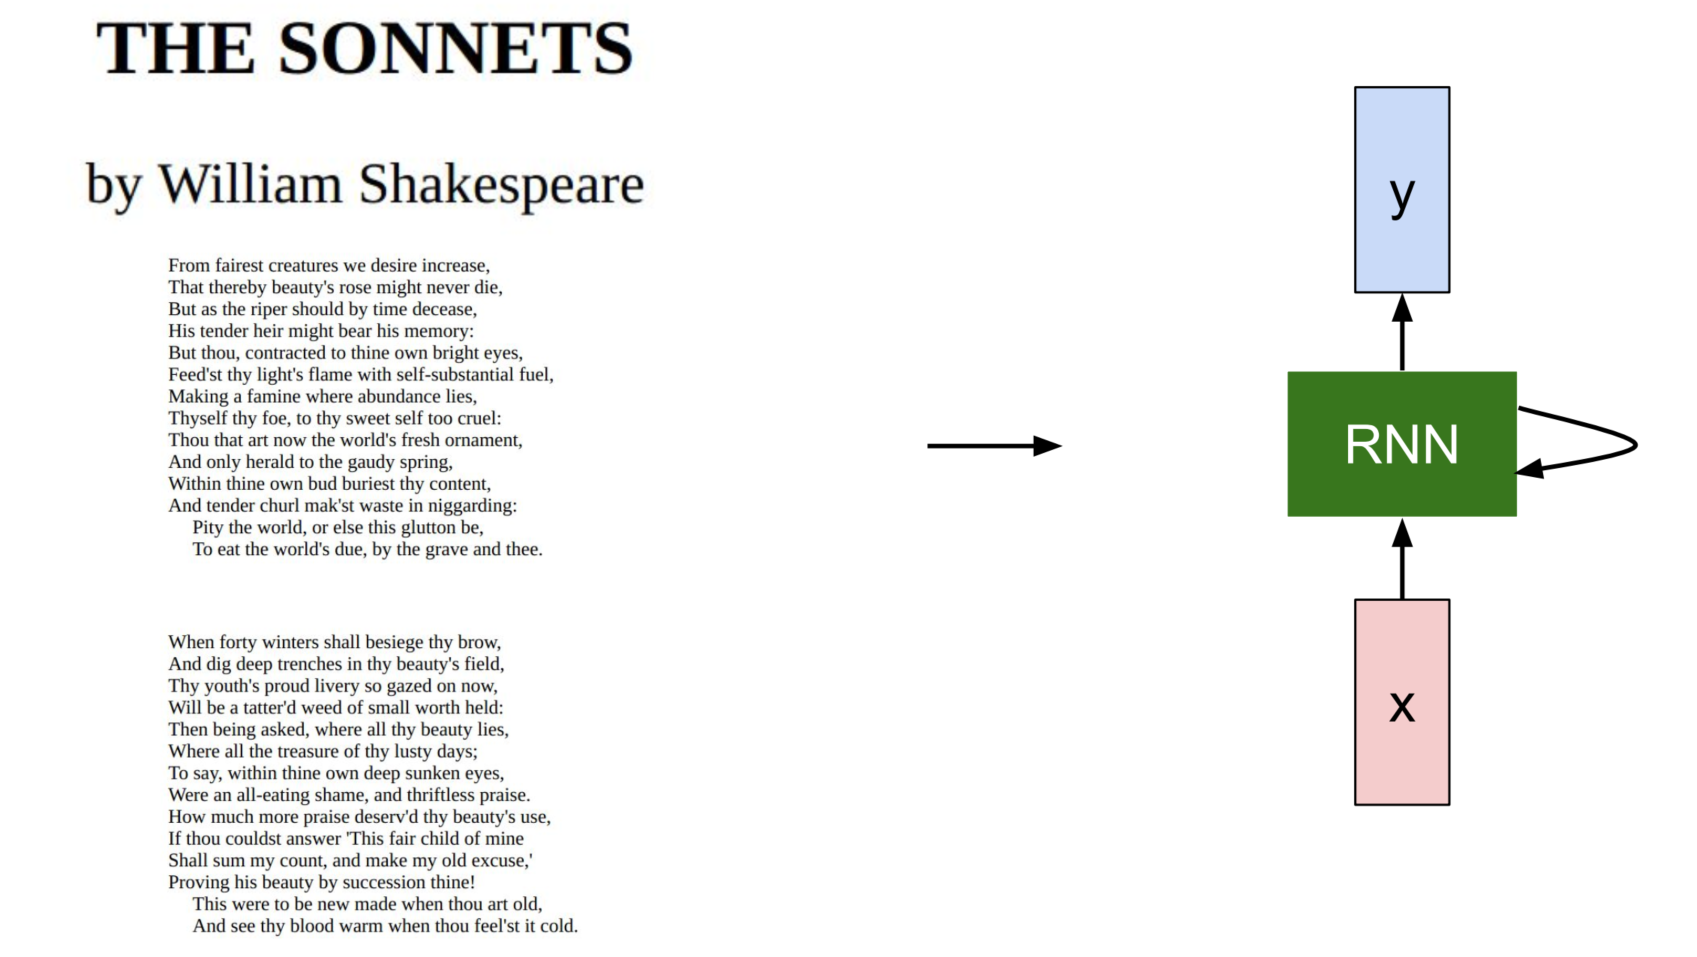 THE SONNETS
by William Shakespeare
From fairest creatures we desire increase,
That thereby beauty's rose might never die,
But as the riper should by time decease,
His tender heir might bear his memory:
But thou, contracted to thine own bright eyes,
Feed'st thy light's flame with self-substantial fuel,
Making a famine where abundance lies,
Thyself thy foe, to thy sweet self too cruel:
Thou that art now the world's fresh ornament,
And only herald to the gaudy spring,
Within thine own bud buriest thy content,
And tender churl mak'st waste in niggarding:
Pity the world, or else this glutton be,
To eat the world's due, by the grave and thee.
When forty winters shall besiege thy brow,
And dig deep trenches in thy beauty's field,
Thy youth's proud livery so gazed on now,
Will be a tatter'd weed of small worth held:
Then being asked, where all thy beauty lies,
Where all the treasure of thy lusty days;
To say, within thine own deep sunken eyes,
Were an all-eating shame, and thriftless praise.
How much more praise deserv'd thy beauty's use,
If thou couldst answer 'This fair child of mine
Shall sum my count, and make my old excuse,'
Proving his beauty by succession thine!
This were to be new made when thou art old,
And see thy blood warm when thou feel'st it cold.
y
RNN
x